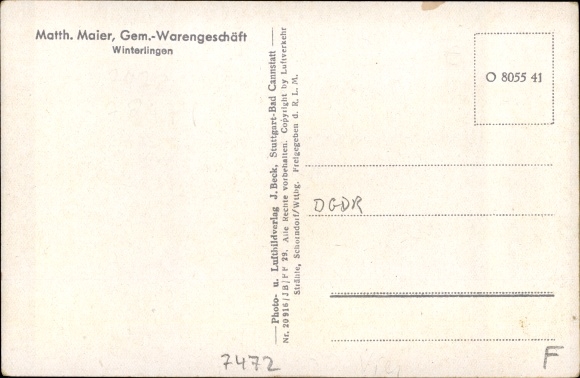 Matth. Maier, Gem.-Warengeschäft
Winterlingen
Photo- u. Luftbildverlag J. Beck, Stuttgart-Bad Cannstatt
Nr. 20916/JB/FF 29. Alle Rechte vorbehalten. Copyright by Luftverkehr
Strähle, Schorndorf/Wttbg. Freigegeben d. R. L. M.
O 8055 41
DGDR
7472
F